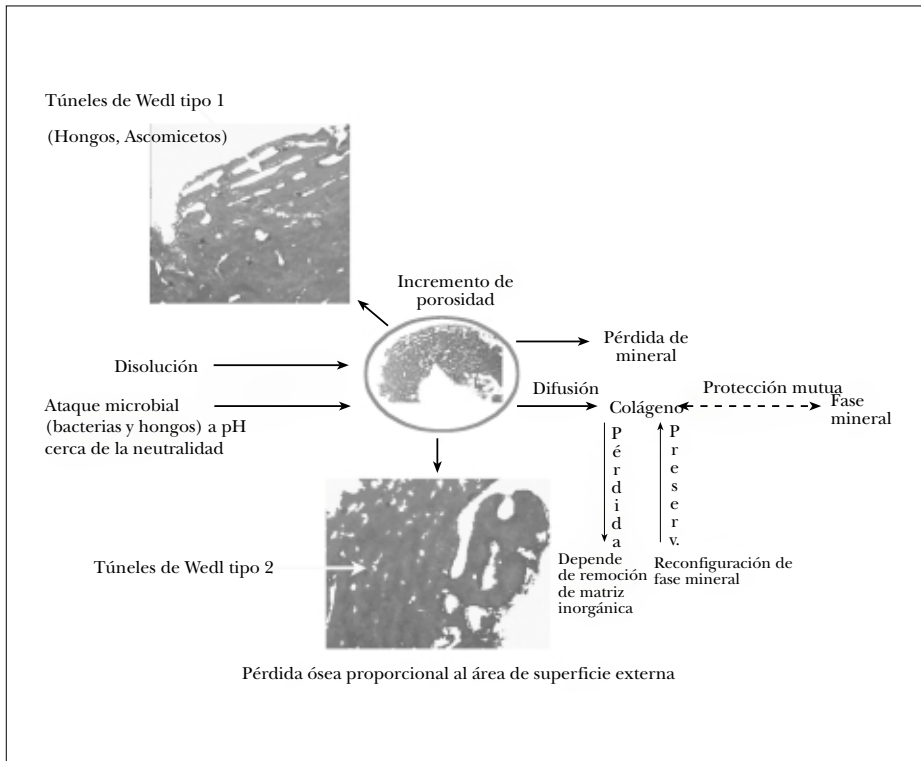 Túneles de Wedl tipo 1
(Hongos, Ascomicetos)
Incremento de
porosidad
Pérdida de
mineral
Disolución
Difusión
Protección mutua
Ataque microbial
(bacterias y hongos) a pH
cerca de la neutralidad
Colágeno
Fase
mineral
Pérdida
Preserv.
Depende
de remoción
de matriz
inorgánica
Reconfiguración de
fase mineral
Túneles de Wedl tipo 2
Pérdida ósea proporcional al área de superficie externa